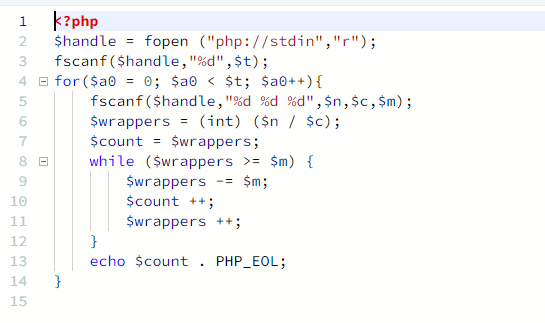 1 <?php
2 $handle = fopen ("php://stdin","r");
3 fscanf($handle,"%d",$t);
4 for($a0 = 0; $a0 < $t; $a0++){
5     fscanf($handle,"%d %d %d",$n,$c,$m);
6     $wrappers = (int) ($n / $c);
7     $count = $wrappers;
8     while ($wrappers >= $m) {
9         $wrappers -= $m;
10         $count ++;
11         $wrappers ++;
12     }
13     echo $count . PHP_EOL;
14 }
15